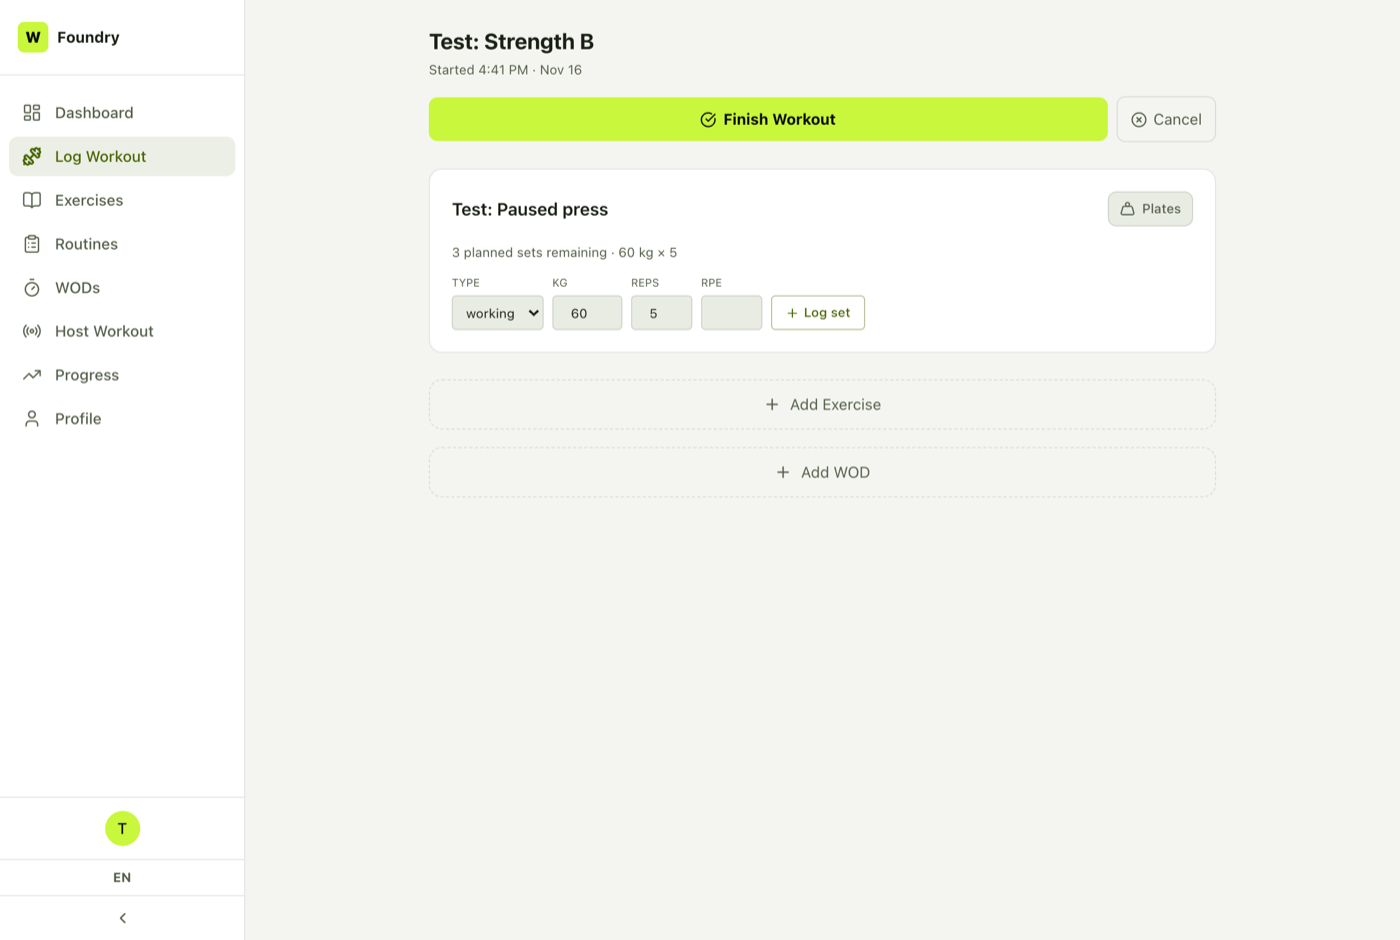 W Foundry
Dashboard
Log Workout
Exercises
Routines
WODs
Host Workout
Progress
Profile
T
EN
Test: Strength B
Started 4:41 PM · Nov 16
Finish Workout
Cancel
Test: Paused press
Plates
3 planned sets remaining · 60 kg × 5
TYPE KG REPS RPE
working 60 5 + Log set
+ Add Exercise
+ Add WOD